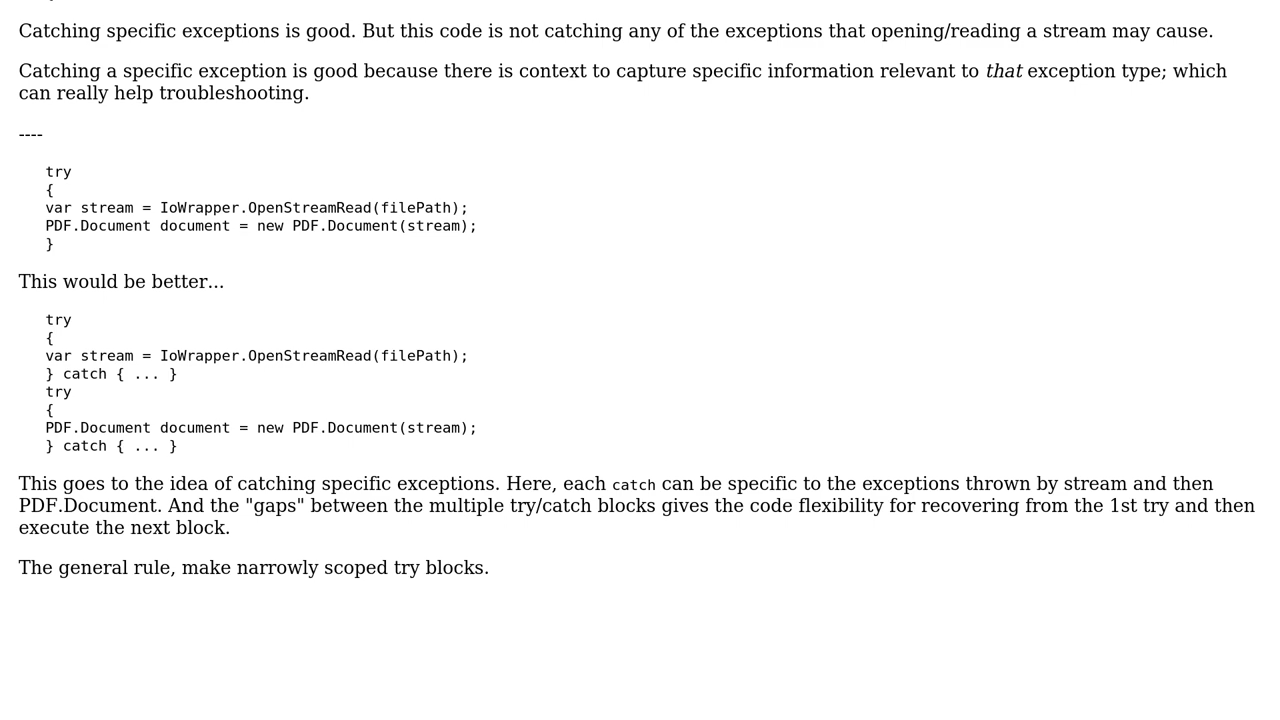 Catching specific exceptions is good. But this code is not catching any of the exceptions that opening/reading a stream may cause.
Catching a specific exception is good because there is context to capture specific information relevant to that exception type; which
can really help troubleshooting.
----
try
{
var stream = IoWrapper.OpenStreamRead(filePath);
PDF.Document document = new PDF.Document(stream);
}
This would be better...
try
{
var stream = IoWrapper.OpenStreamRead(filePath);
} catch { ... }
try
{
PDF.Document document = new PDF.Document(stream);
} catch { ... }
This goes to the idea of catching specific exceptions. Here, each catch can be specific to the exceptions thrown by stream and then
PDF.Document. And the "gaps" between the multiple try/catch blocks gives the code flexibility for recovering from the 1st try and then
execute the next block.
The general rule, make narrowly scoped try blocks.